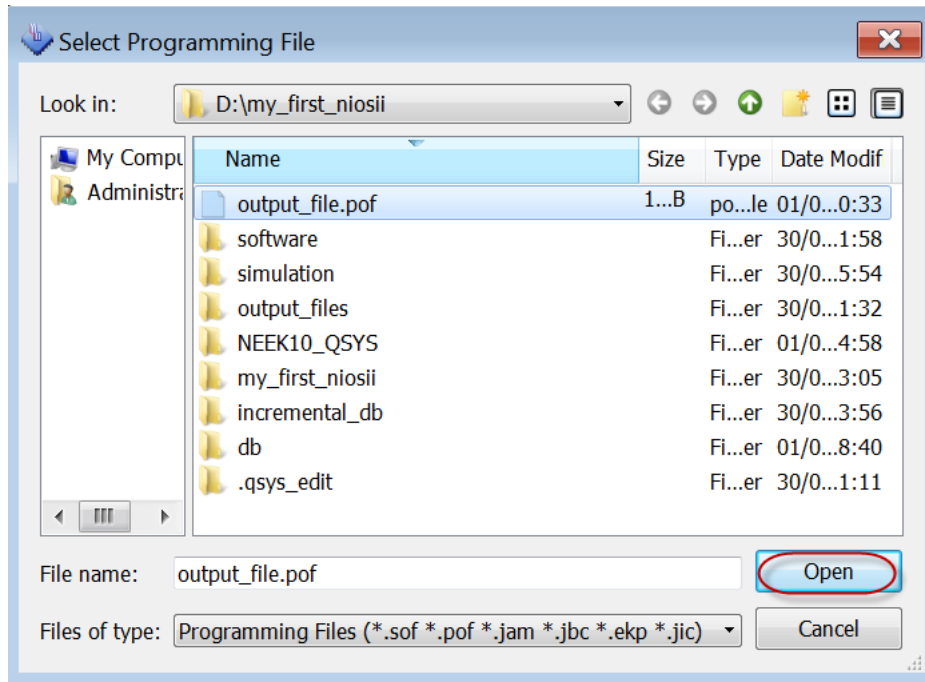 Select Programming File
Look in: D:\my_first_niosii
My Compu
Administra
Name Size Type Date Modif
output_file.pof 1...B po...le 01/0...0:33
software Fi...er 30/0...1:58
simulation Fi...er 30/0...5:54
output_files Fi...er 30/0...1:32
NEEK10_QSYS Fi...er 01/0...4:58
my_first_niosii Fi...er 30/0...3:05
incremental_db Fi...er 30/0...3:56
db Fi...er 01/0...8:40
.qsys_edit Fi...er 30/0...1:11
File name: output_file.pof Open
Files of type: Programming Files (*.sof *.pof *.jam *.jbc *.ekp *.jic) Cancel